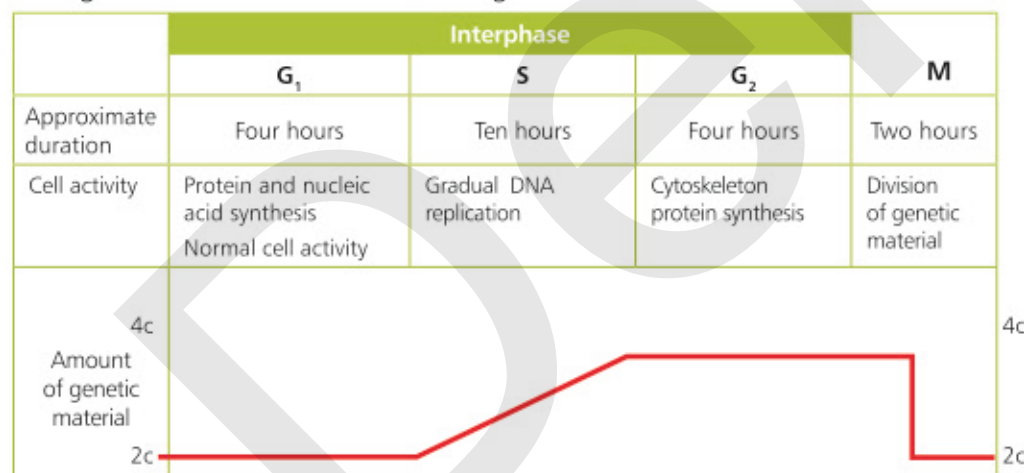 Interphase
G1 S G2 M
Approximate
duration
Four hours Ten hours Four hours Two hours
Cell activity
Protein and nucleic
acid synthesis
Normal cell activity
Gradual DNA
replication
Cytoskeleton
protein synthesis
Division
of genetic
material
4c 4c
Amount
of genetic
material
2c 2c